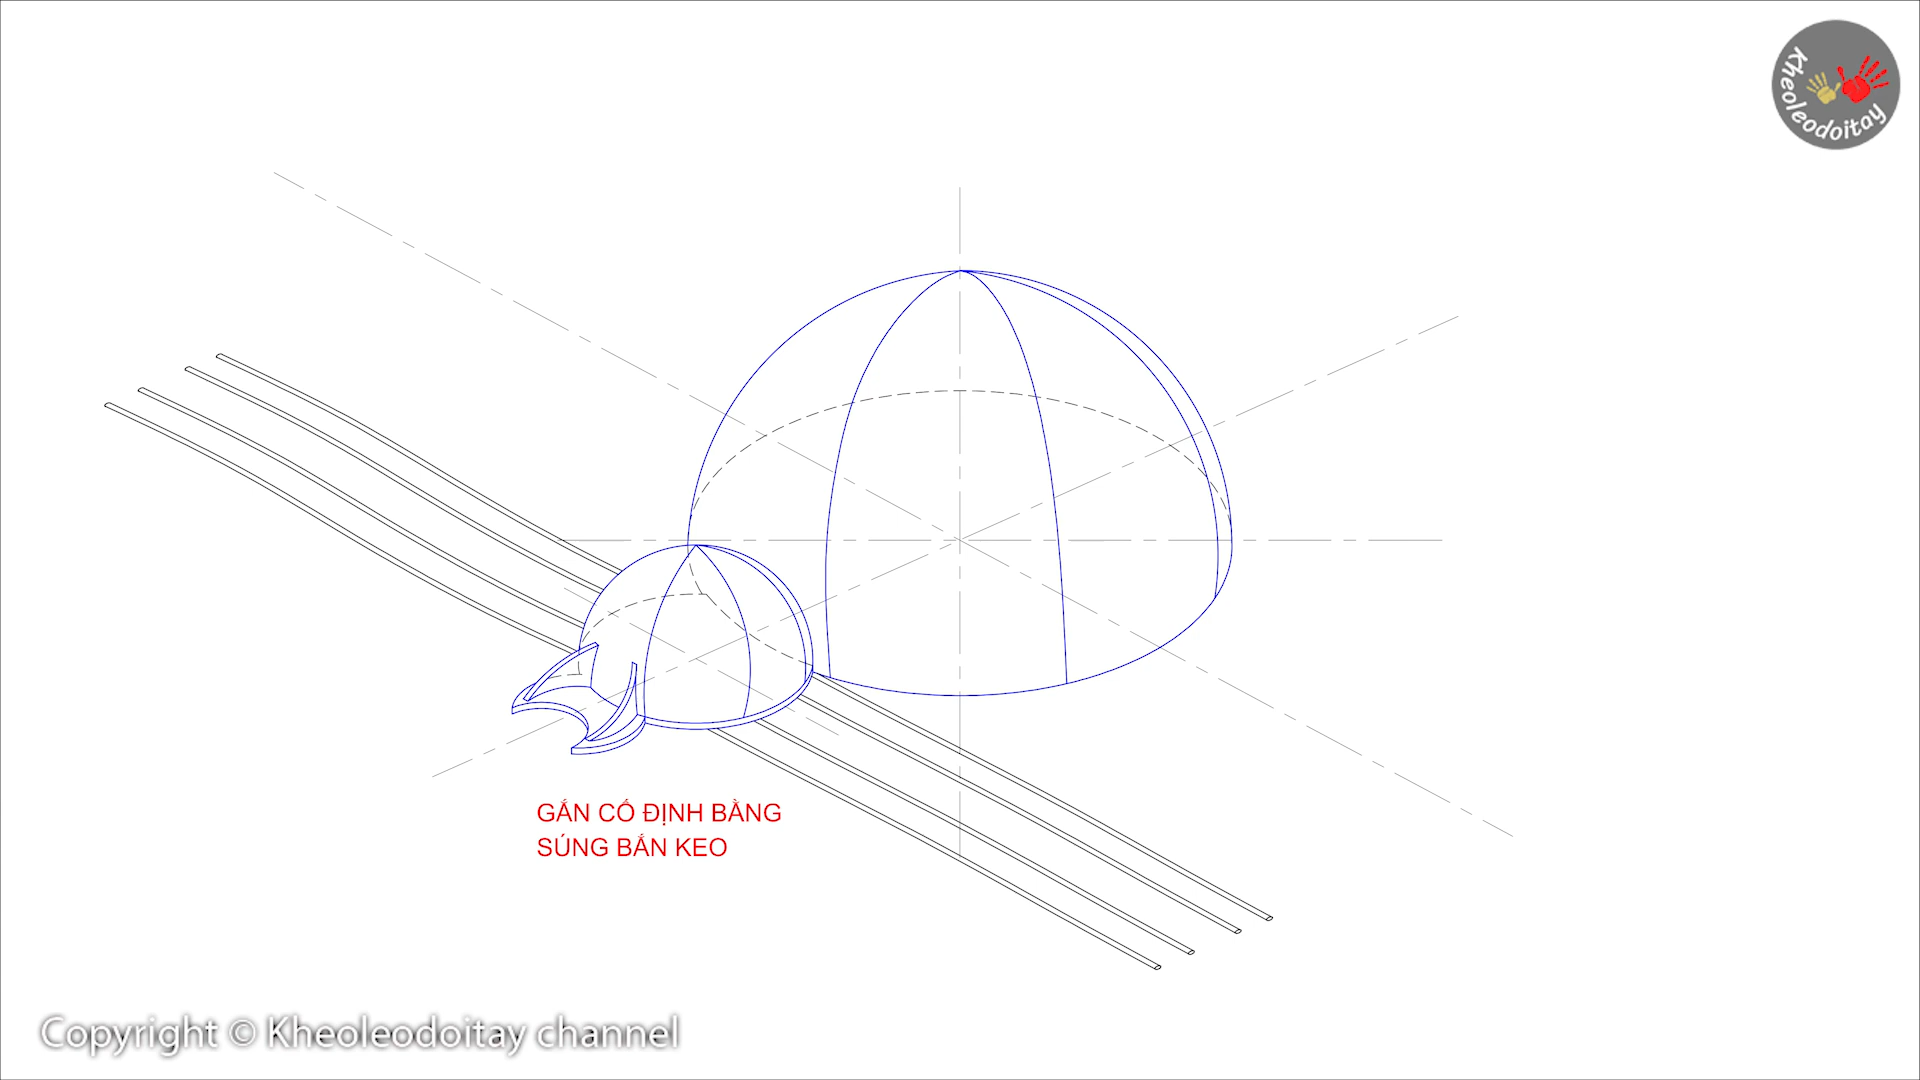 Kheoleodoitay
GẮN CỐ ĐỊNH BẰNG
SÚNG BẮN KEO
Copyright © Kheoleodoitay channel